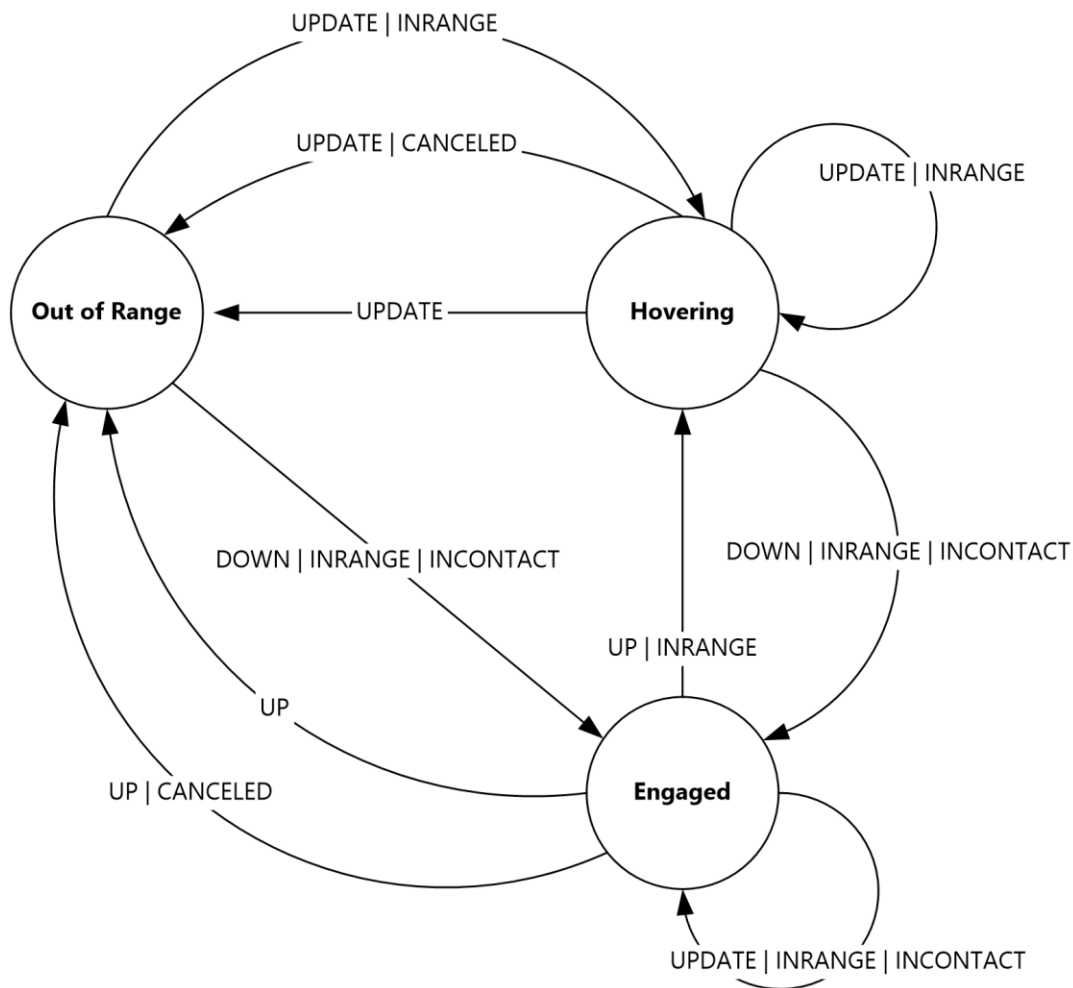 UPDATE | INRANGE
UPDATE | CANCELED
UPDATE | INRANGE
Out of Range
UPDATE
Hovering
DOWN | INRANGE | INCONTACT
DOWN | INRANGE | INCONTACT
UP | INRANGE
UP
UP | CANCELED
Engaged
UPDATE | INRANGE | INCONTACT